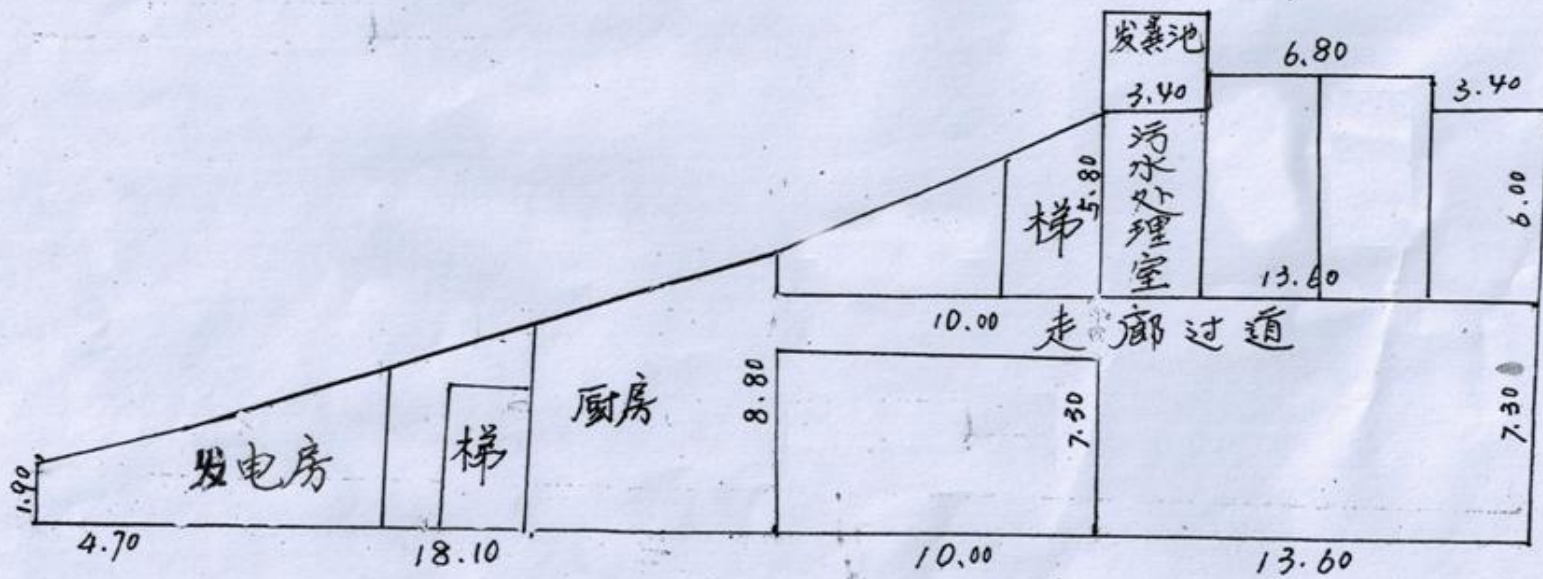 发粪池
6.80
3.40
3.40
污水处理室
5.80
梯
6.00
13.60
10.00
走廊过道
厨房
8.80
7.30
7.30
梯
发电房
1.90
4.70
18.10
10.00
13.60